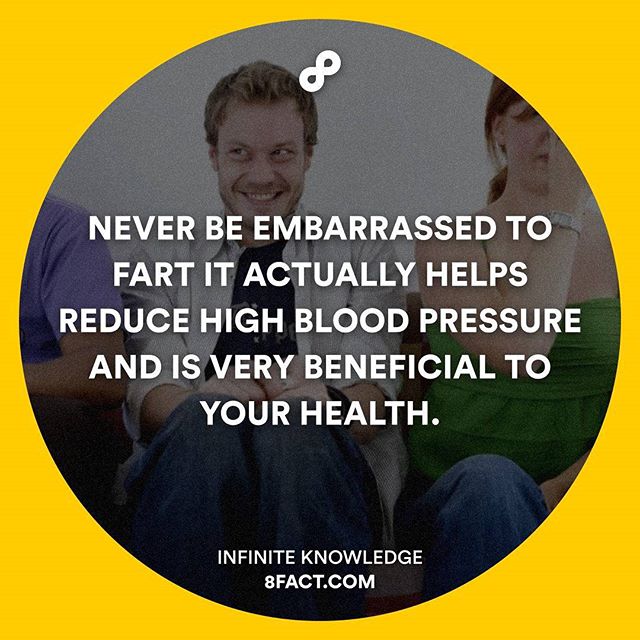 NEVER BE EMBARRASSED TO
FART IT ACTUALLY HELPS
REDUCE HIGH BLOOD PRESSURE
AND IS VERY BENEFICIAL TO
YOUR HEALTH.
INFINITE KNOWLEDGE
8FACT.COM